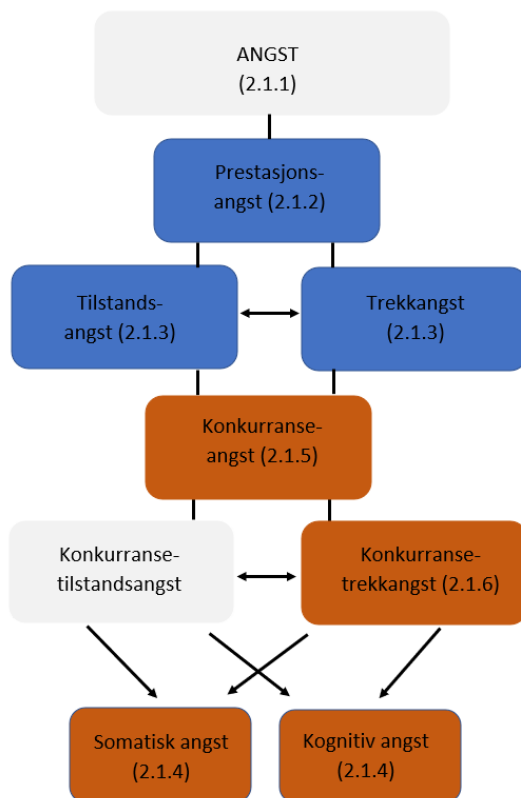 ANGST
(2.1.1)
Prestasjons-
angst (2.1.2)
Tilstands-
angst (2.1.3)
Trekkangst
(2.1.3)
Konkurranse-
angst (2.1.5)
Konkurranse-
tilstandsangst
Konkurranse-
trekkangst (2.1.6)
Somatisk angst
(2.1.4)
Kognitiv angst
(2.1.4)